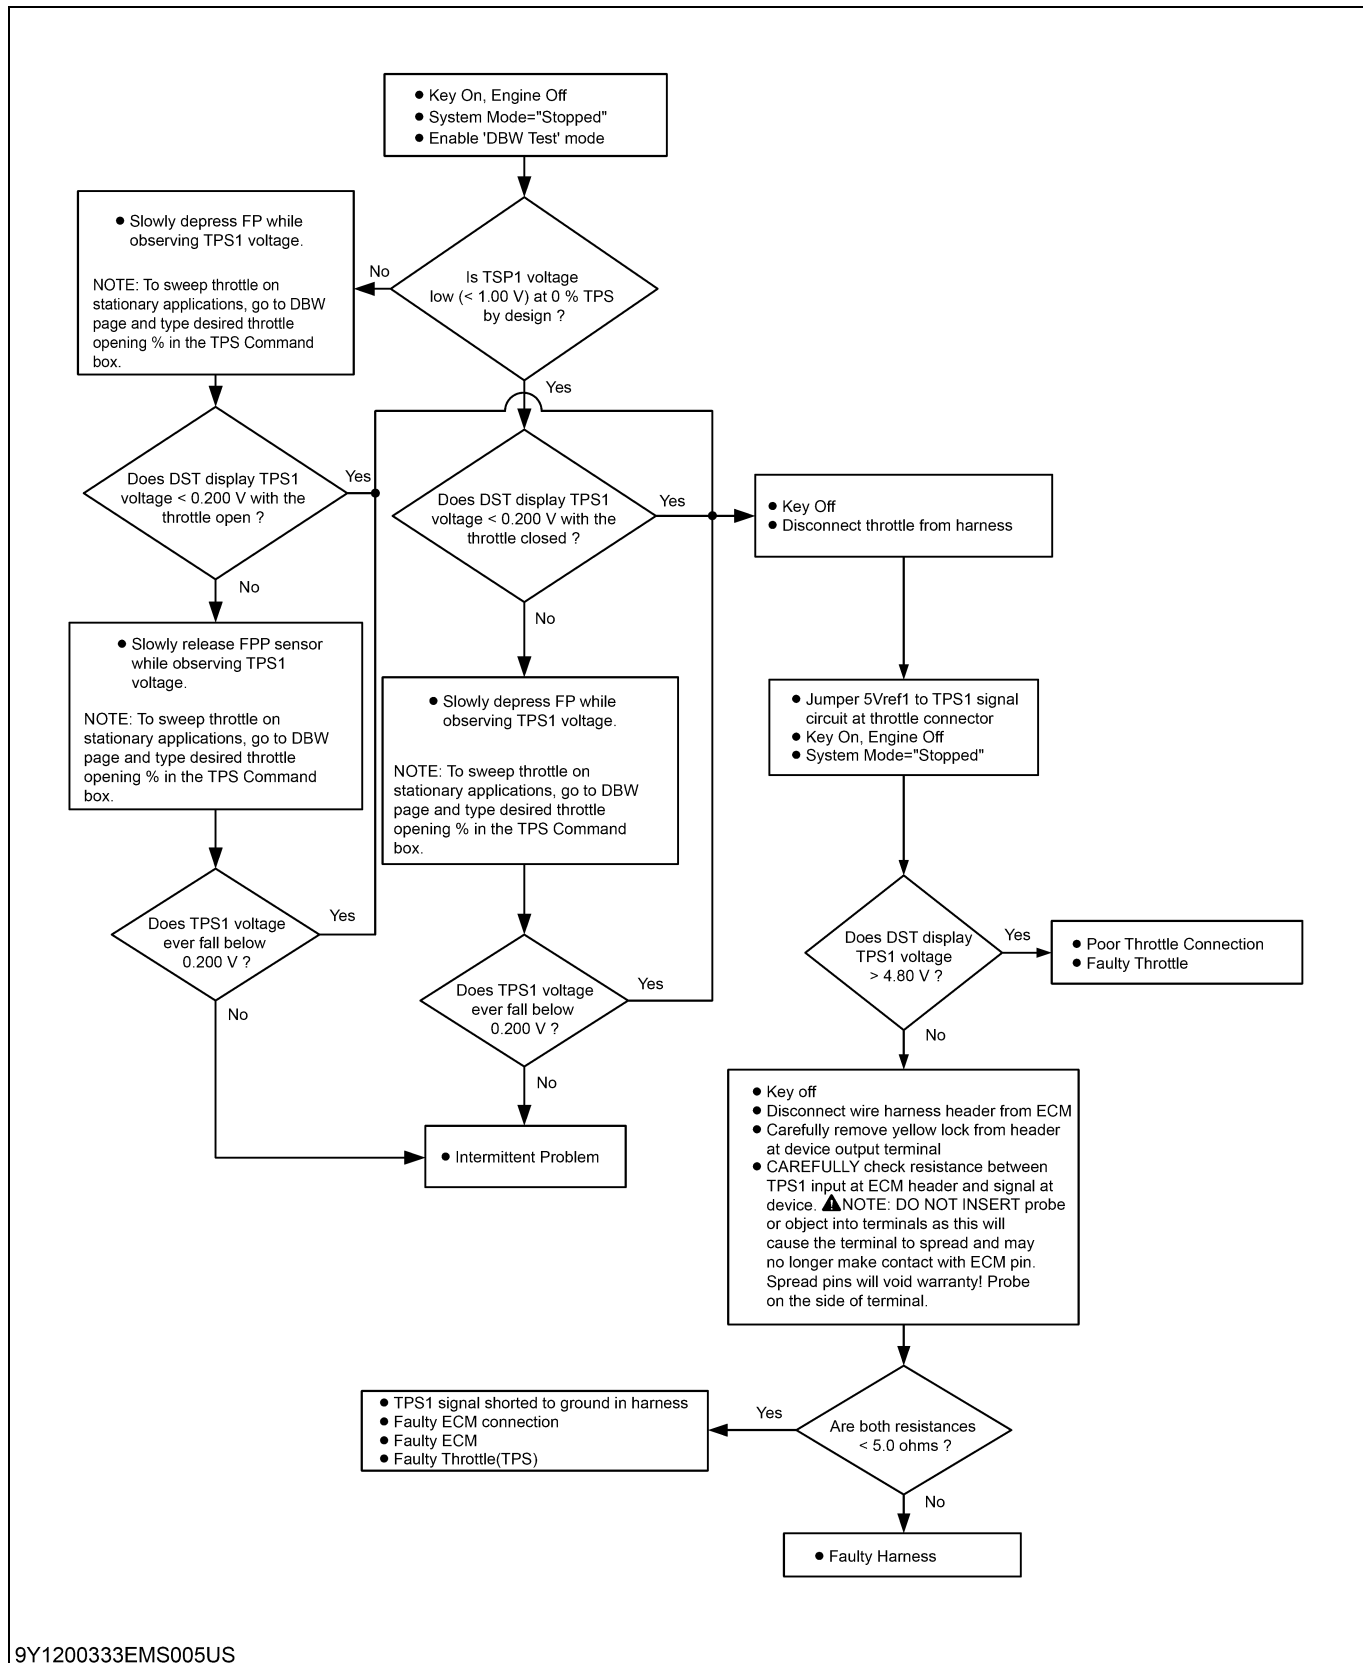 ● Key On, Engine Off
● System Mode="Stopped"
● Enable 'DBW Test' mode
● Slowly depress FP while
observing TPS1 voltage.
NOTE: To sweep throttle on
stationary applications, go to DBW
page and type desired throttle
opening % in the TPS Command
box.
No
Is TSP1 voltage
low (< 1.00 V) at 0 % TPS
by design ?
Yes
Does DST display TPS1
voltage < 0.200 V with the
throttle open ?
Yes
No
Does DST display TPS1
voltage < 0.200 V with the
throttle closed ?
Yes
No
● Key Off
● Disconnect throttle from harness
● Slowly release FPP sensor
while observing TPS1
voltage.
NOTE: To sweep throttle on
stationary applications, go to DBW
page and type desired throttle
opening % in the TPS Command
box.
● Slowly depress FP while
observing TPS1 voltage.
NOTE: To sweep throttle on
stationary applications, go to DBW
page and type desired throttle
opening % in the TPS Command
box.
● Jumper 5Vref1 to TPS1 signal
circuit at throttle connector
● Key On, Engine Off
● System Mode="Stopped"
Does TPS1 voltage
ever fall below
0.200 V ?
Yes
No
Does TPS1 voltage
ever fall below
0.200 V ?
Yes
No
Does DST display
TPS1 voltage
> 4.80 V ?
Yes
No
● Poor Throttle Connection
● Faulty Throttle
● Intermittent Problem
● Key off
● Disconnect wire harness header from ECM
● Carefully remove yellow lock from header
at device output terminal
● CAREFULLY check resistance between
TPS1 input at ECM header and signal at
device. NOTE: DO NOT INSERT probe
or object into terminals as this will
cause the terminal to spread and may
no longer make contact with ECM pin.
Spread pins will void warranty! Probe
on the side of terminal.
● TPS1 signal shorted to ground in harness
● Faulty ECM connection
● Faulty ECM
● Faulty Throttle(TPS)
Yes
Are both resistances
< 5.0 ohms ?
No
● Faulty Harness
9Y1200333EMS005US